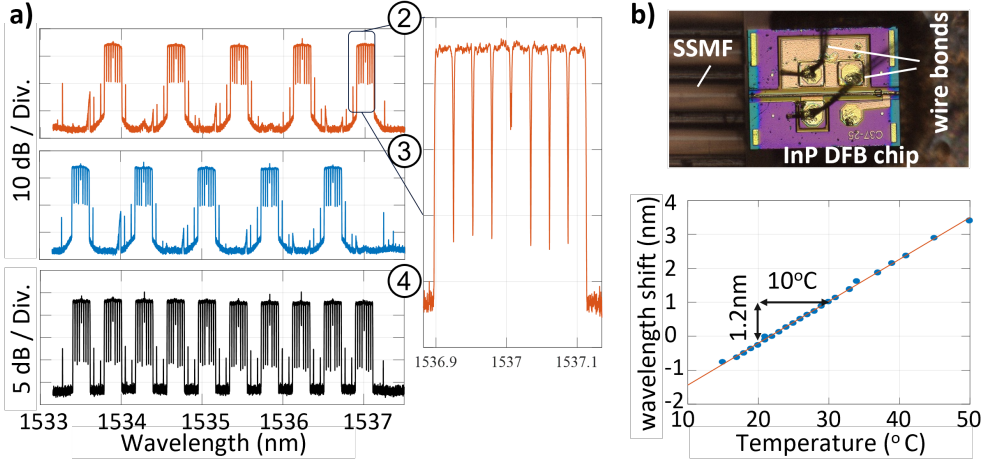 a)
10 dB / Div.
5 dB / Div.
2
3
4
1533
1534
1535
1536
1537
Wavelength (nm)
1536.9
1537
1537.1
b)
SSMF
wire bonds
C37-25
InP DFB chip
wavelength shift (nm)
4
3
2
1
0
-1
-2
10°C
1.2nm
10
20
30
40
50
Temperature (° C)